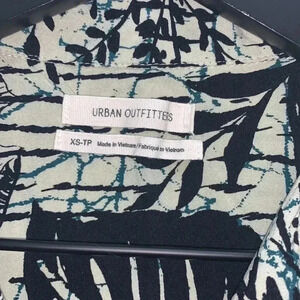 URBAN OUTFITTERS
XS-TP Made in Vietnam/Fabriqué au Vietnam